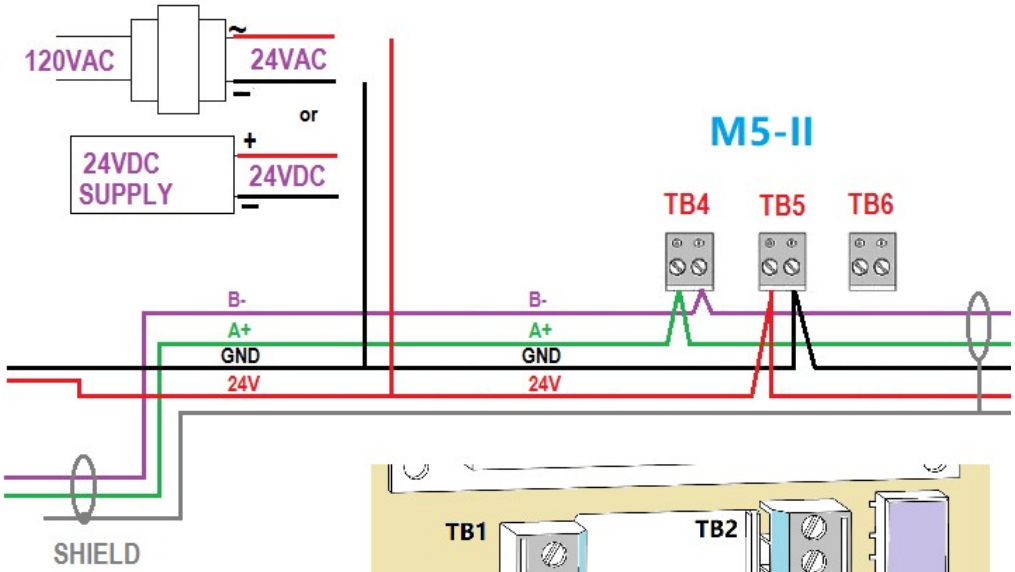 ~
120VAC
24VAC
−
or
+
24VDC
SUPPLY
24VDC
−
M5-II
TB4
TB5
TB6
B-
B-
A+
A+
GND
GND
24V
24V
SHIELD
TB1
TB2